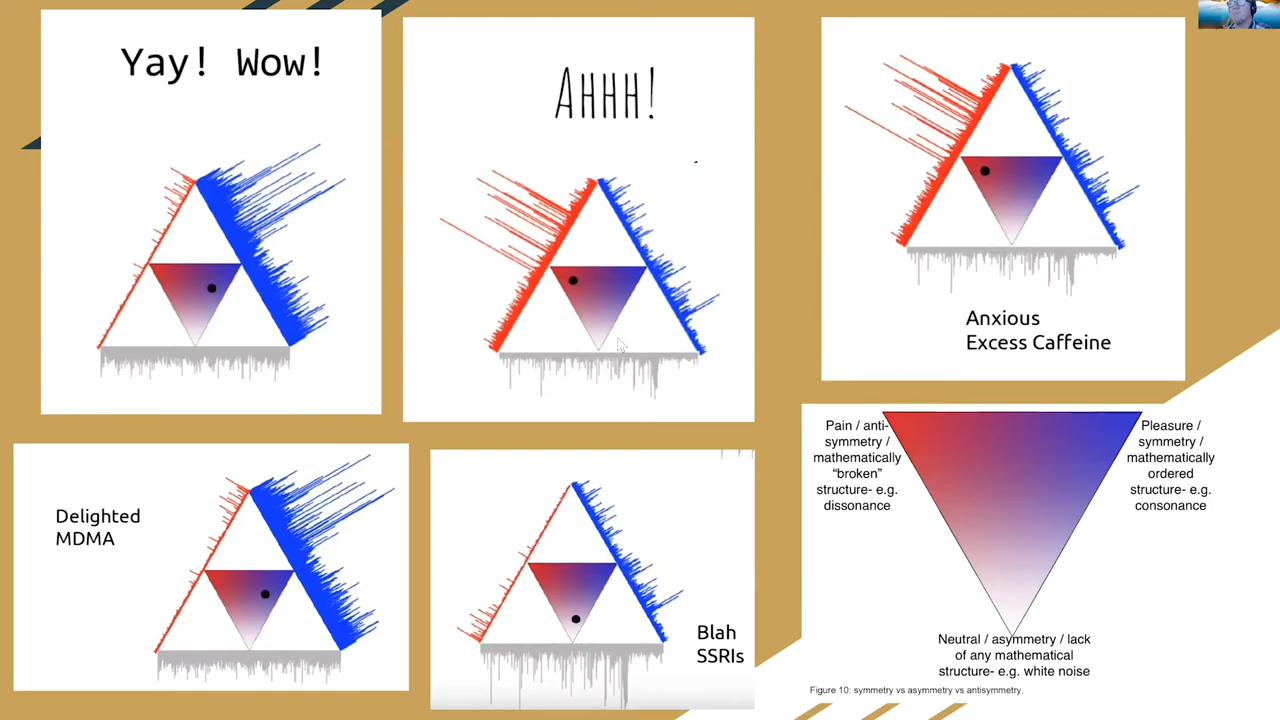 Yay! Wow!
AHHH!
Anxious
Excess Caffeine
Delighted
MDMA
Blah
SSRIs
Pain / anti-
symmetry /
mathematically
“broken”
structure- e.g.
dissonance
Pleasure /
symmetry /
mathematically
ordered
structure- e.g.
consonance
Neutral / asymmetry / lack
of any mathematical
structure- e.g. white noise
Figure 10: symmetry vs asymmetry vs antisymmetry.